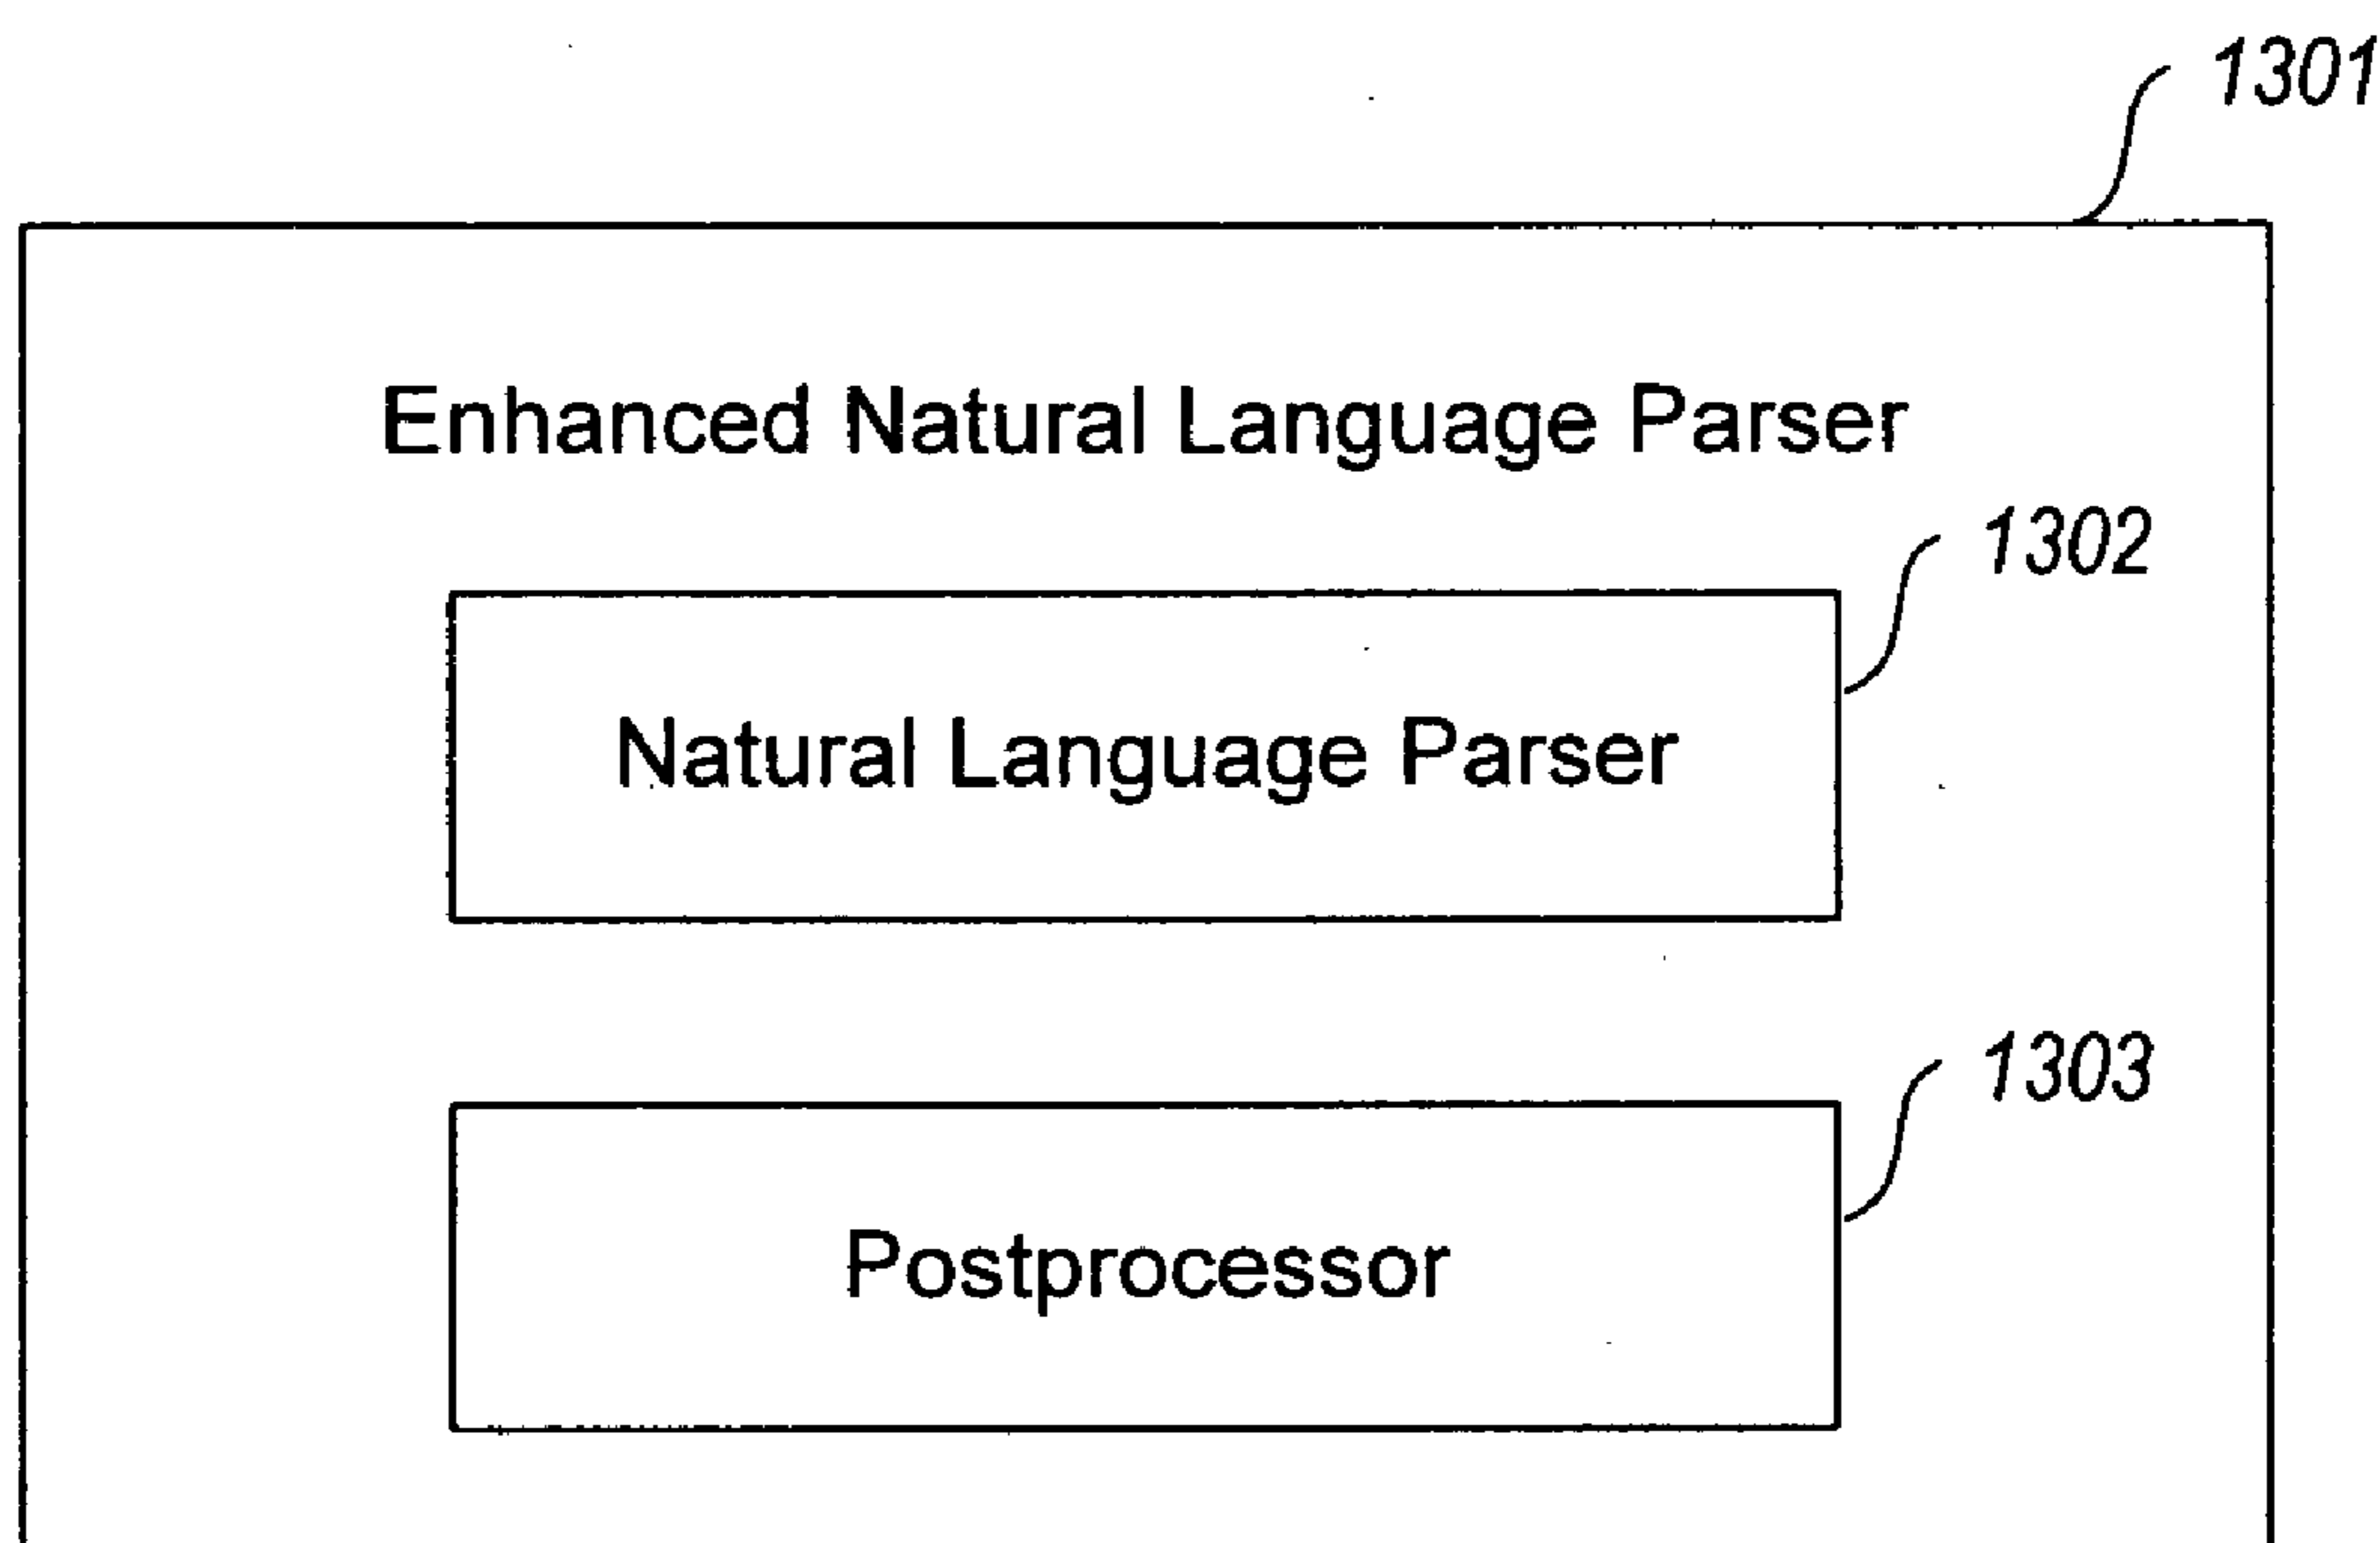 1301
Enhanced Natural Language Parser
1302
Natural Language Parser
1303
Postprocessor